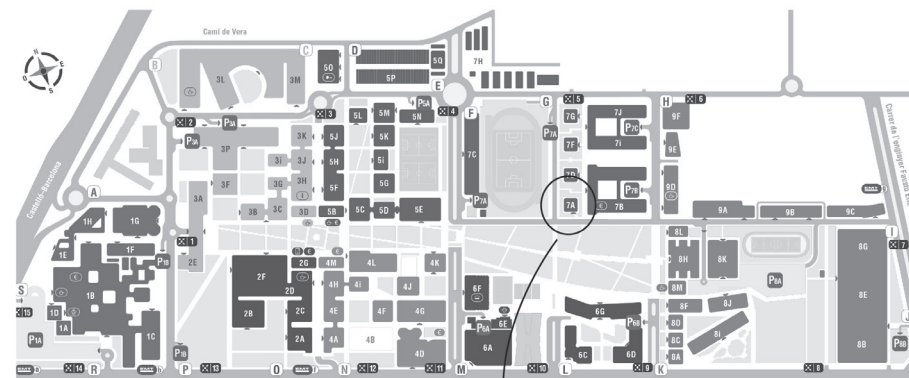 Camí de Vera
N
E
S
O
Castelló-Barcelona
Carrer de l'enginyer Fausto
A
B
C
D
E
F
G
H
I
S
R
P
O
N
M
L
K
1H
1G
1F
1E
1B
1D
1A
1C
P1A
P1B
P1B
15
14
1
2
13
3L
3M
P3A
P3A
3P
3A
3F
3i
3G
3B
3C
3K
3J
3H
3D
2E
2F
2D
2B
2C
2A
2G
5O
3
5P
5Q
P5A
4
5L
5M
5N
5J
5K
5H
5i
5F
5G
5B
5C
5D
5E
4M
4L
4K
4H
4i
4J
4E
4F
4G
4A
4B
4D
12
11
7H
7C
P7A
P7A
5
7G
7F
7A
7J
P7C
7i
P7B
7B
6F
P6A
6E
6A
10
6G
P6B
6C
6D
9
6
9F
9E
9D
9A
9B
9C
8L
8H
8K
8M
8F
8J
8D
8C
8A
8i
P8A
8
8G
8E
8B
P8B
7